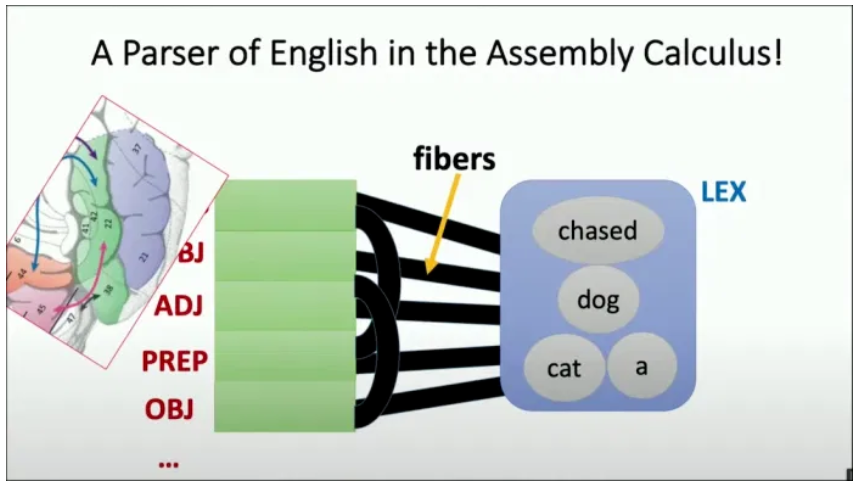 A Parser of English in the Assembly Calculus!
fibers
LEX
chased
dog
cat a
BJ
ADJ
PREP
OBJ
...
37
42
41
22
21
6
44
38
45
47